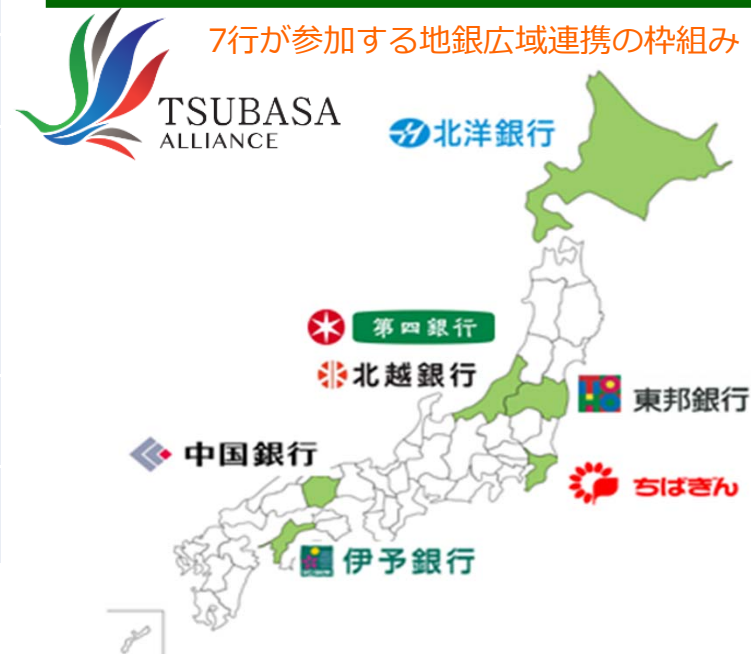 7行が参加する地銀広域連携の枠組み
TSUBASA
ALLIANCE
北洋銀行
第四銀行
北越銀行
東邦銀行
中国銀行
ちばぎん
伊予銀行